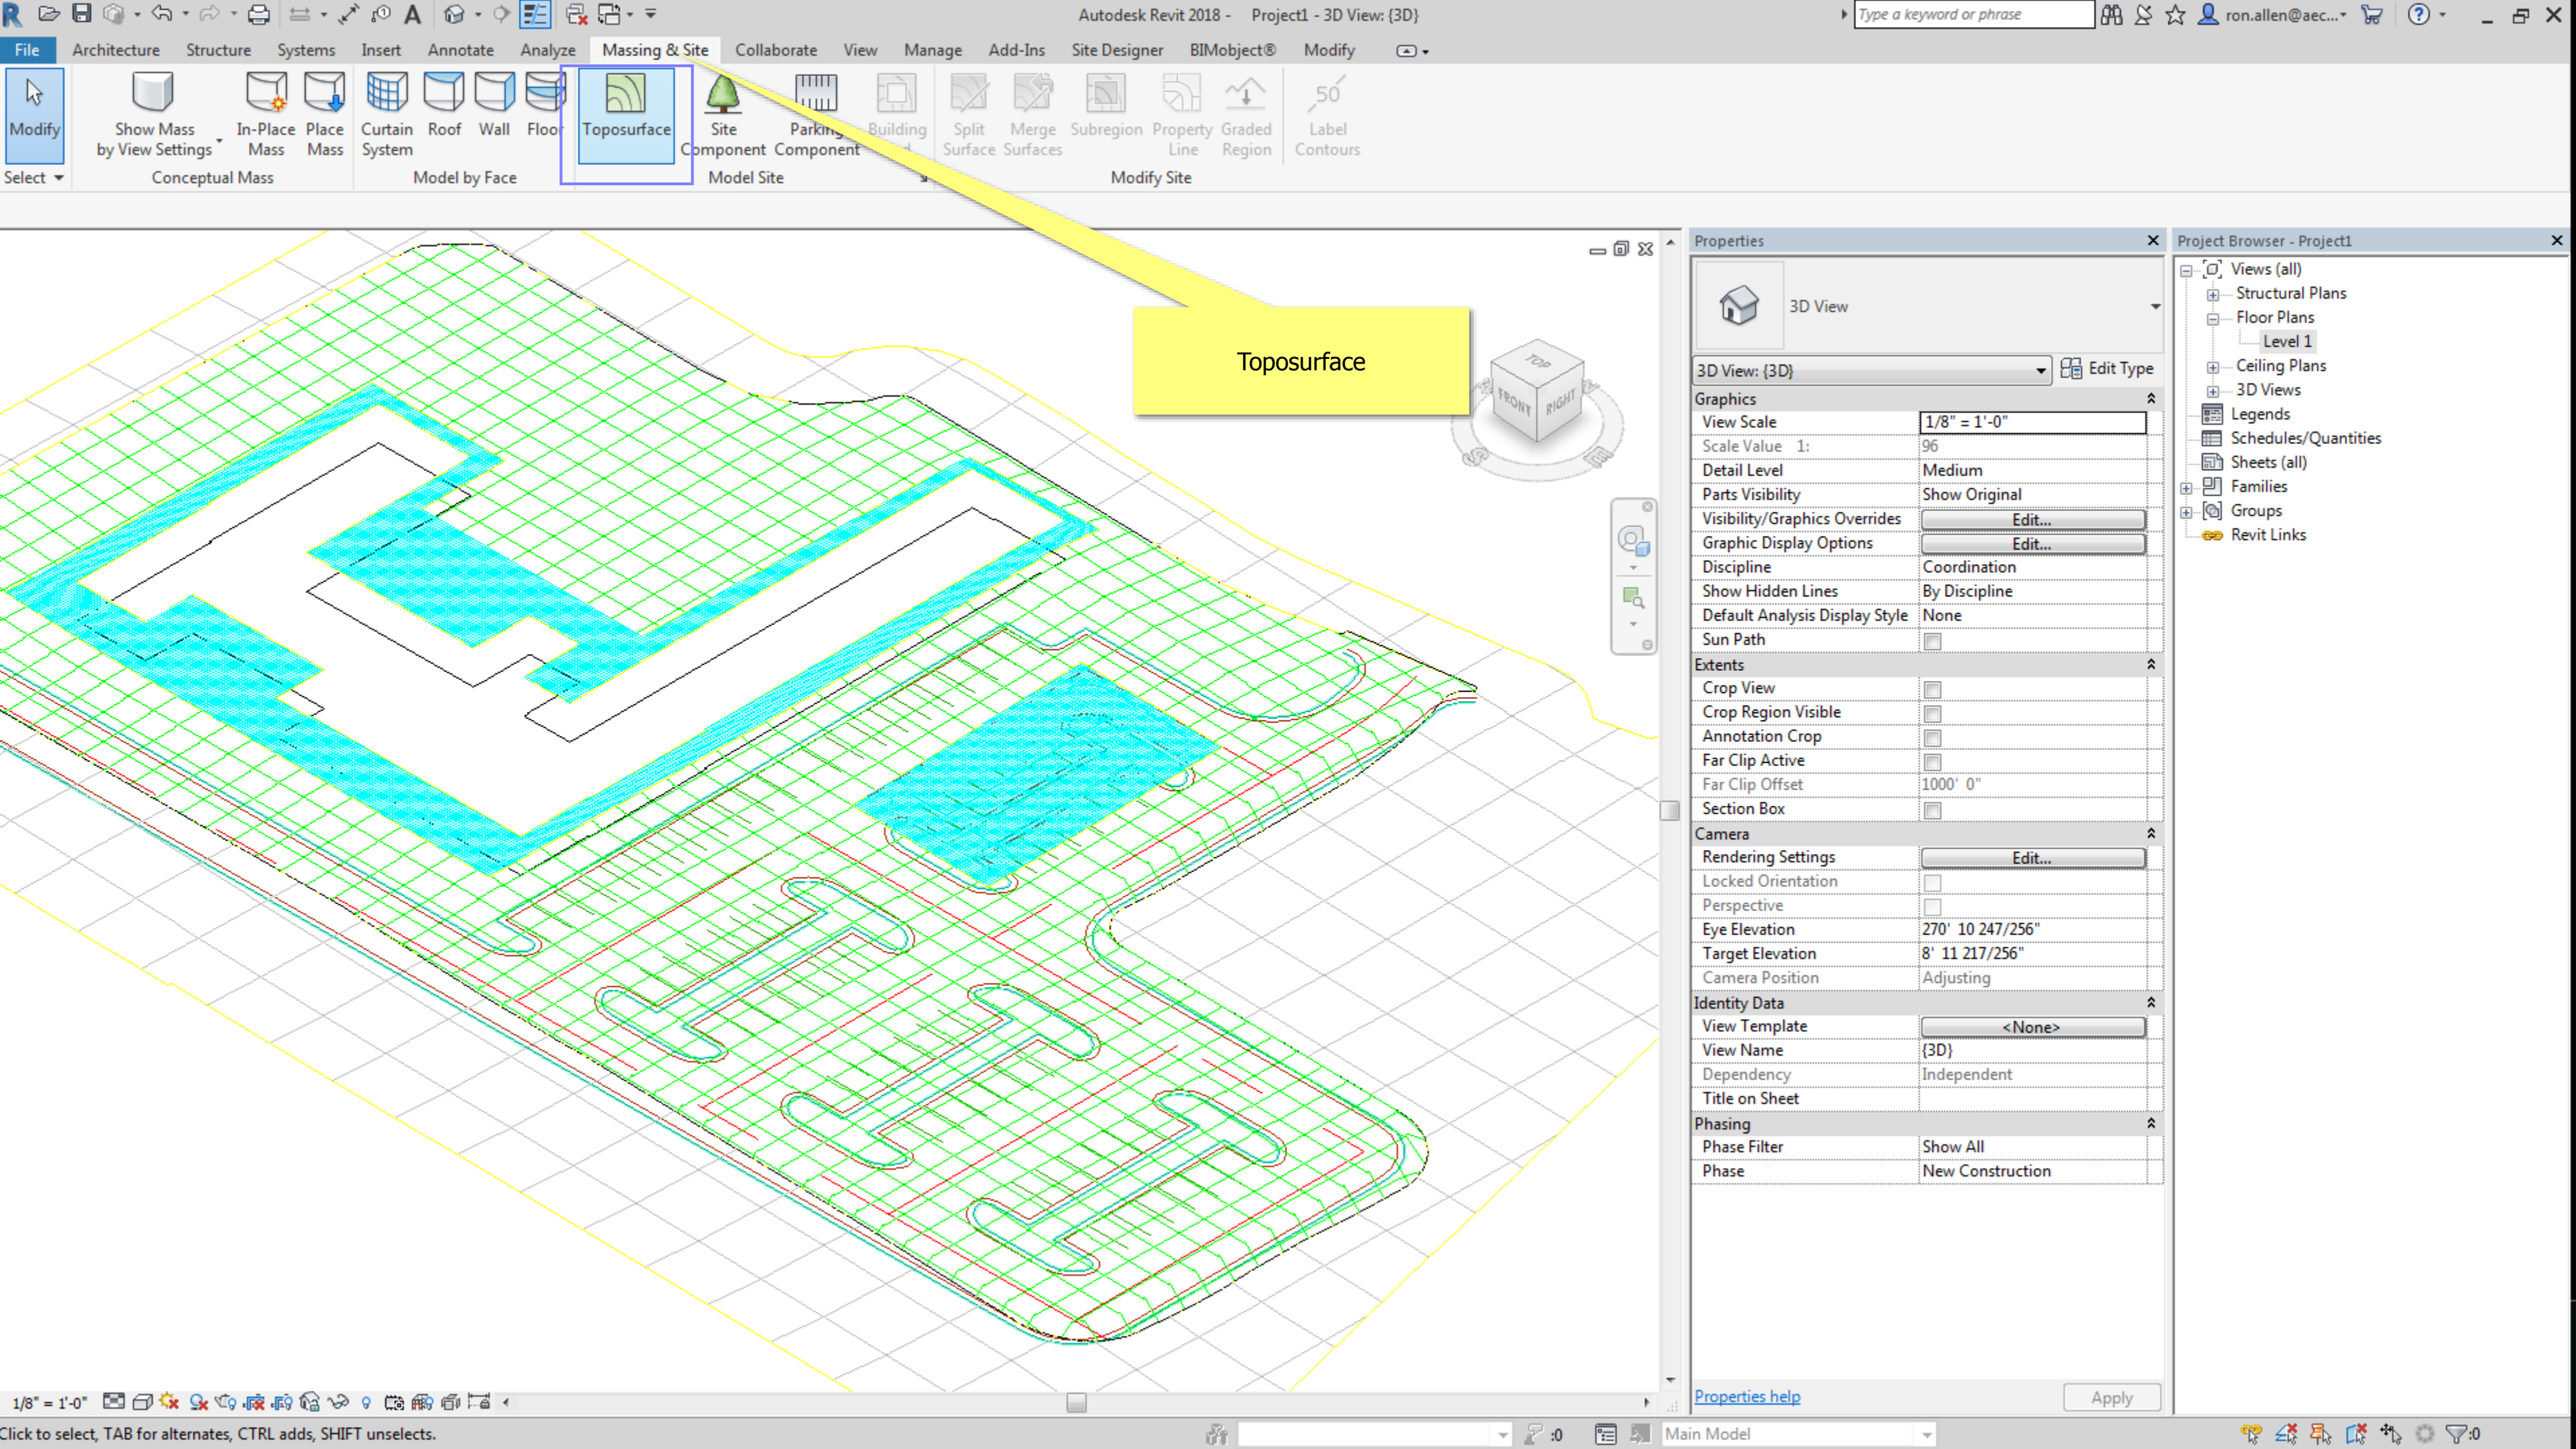 Autodesk Revit 2018 - Project1 - 3D View: {3D}
Type a keyword or phrase
ron.allen@aec...
File Architecture Structure Systems Insert Annotate Analyze Massing & Site Collaborate View Manage Add-Ins Site Designer BIMobject® Modify
Modify
Show Mass
by View Settings
In-Place
Mass
Place
Mass
Curtain
System
Roof
Wall
Floor
Toposurface
Site
Component
Parking
Component
Building
Split
Surface
Merge
Surfaces
Subregion
Property
Line
Graded
Region
50
Label
Contours
Select
Conceptual Mass
Model by Face
Model Site
Modify Site
Toposurface
TOP
FRONT
RIGHT
S
E
Properties
3D View
3D View: {3D}
Edit Type
Graphics
View Scale 1/8" = 1'-0"
Scale Value 1: 96
Detail Level Medium
Parts Visibility Show Original
Visibility/Graphics Overrides Edit...
Graphic Display Options Edit...
Discipline Coordination
Show Hidden Lines By Discipline
Default Analysis Display Style None
Sun Path
Extents
Crop View
Crop Region Visible
Annotation Crop
Far Clip Active
Far Clip Offset 1000' 0"
Section Box
Camera
Rendering Settings Edit...
Locked Orientation
Perspective
Eye Elevation 270' 10 247/256"
Target Elevation 8' 11 217/256"
Camera Position Adjusting
Identity Data
View Template <None>
View Name {3D}
Dependency Independent
Title on Sheet
Phasing
Phase Filter Show All
Phase New Construction
Properties help
Apply
Project Browser - Project1
Views (all)
Structural Plans
Floor Plans
Level 1
Ceiling Plans
3D Views
Legends
Schedules/Quantities
Sheets (all)
Families
Groups
Revit Links
1/8" = 1'-0"
Click to select, TAB for alternates, CTRL adds, SHIFT unselects.
:0
Main Model
:0